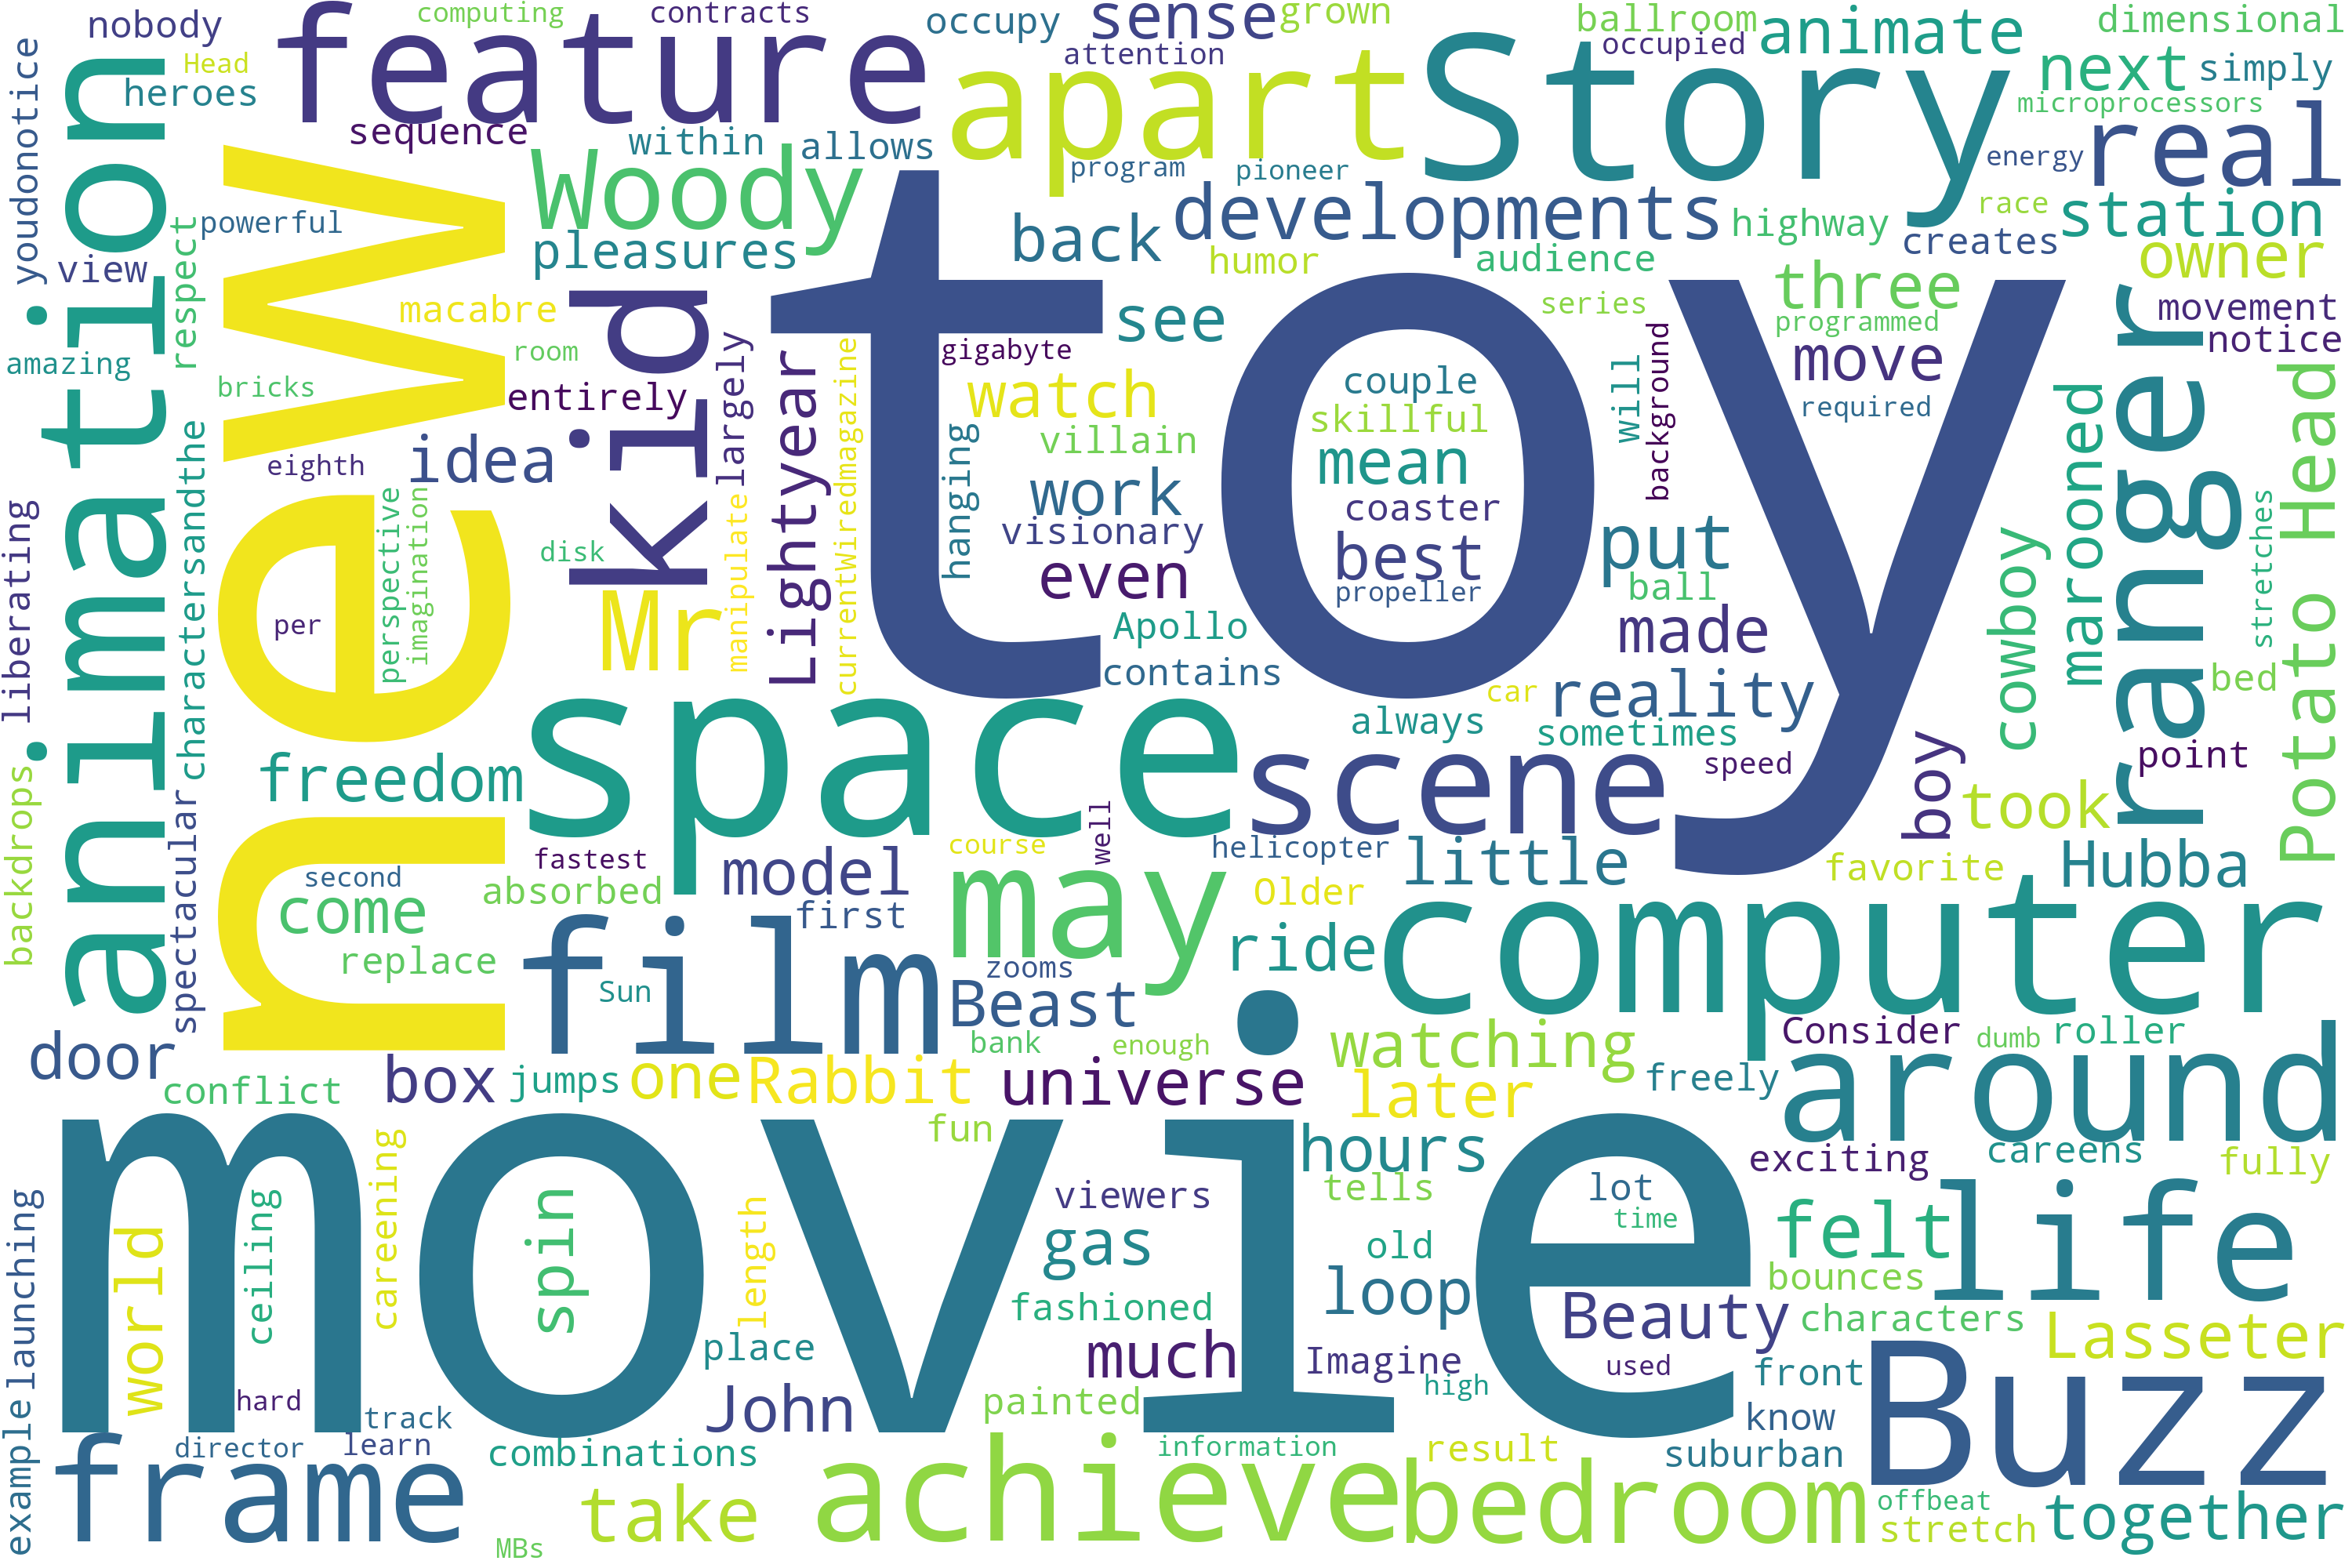 nobody
computing
contracts
occupy
sense
grown
ballroom
animate
dimensional
Head
heroes
feature
attention
apart
Story
occupied
next
simply
youdonotice
animation
sequence
within
allows
program
pioneer
microprocessors
real
energy
powerful
respect
Woody
pleasures
back
developments
highway
race
station
creates
owner
view
new
macabre
kid
toy
see
humor
audience
series
three
programmed
movement
notice
amazing
bricks
room
entirely
largely
Lightyear
currentWiredmagazine
gigabyte
watch
couple
skillful
will
background
move
required
marooned
ranger
Potato Head
eighth
idea
villain
mean
work
coaster
hanging
visionary
best
put
cowboy
stretches
liberating
charactersandthe
perspective
imagination
disk
manipulate
even
propeller
ball
per
Mr
Apollo
made
contains
car
reality
bed
freedom
space
scene
always
sometimes
speed
boy
point
took
backdrops
spectacular
second
come
fastest
absorbed
model
course
well
helicopter
little
favorite
Hubba
replace
first
may
Older
film
Sun
zooms
Beast
ride
computer
door
conflict
box
jumps
one
Rabbit
bank
enough
universe
watching
later
Consider
dumb
roller
freely
around
movie
fun
hours
exciting
careens
fully
launching
example
world
ceiling
careening
spin
length
viewers
gas
tells
lot
time
felt
life
old
bounces
fashioned
loop
Beauty
characters
Lasseter
place
much
Imagine
used
front
Buzz
hard
track
John
painted
high
know
director
learn
combinations
information
result
suburban
frame
take
achieve
bedroom
offbeat
stretch
together
MBs